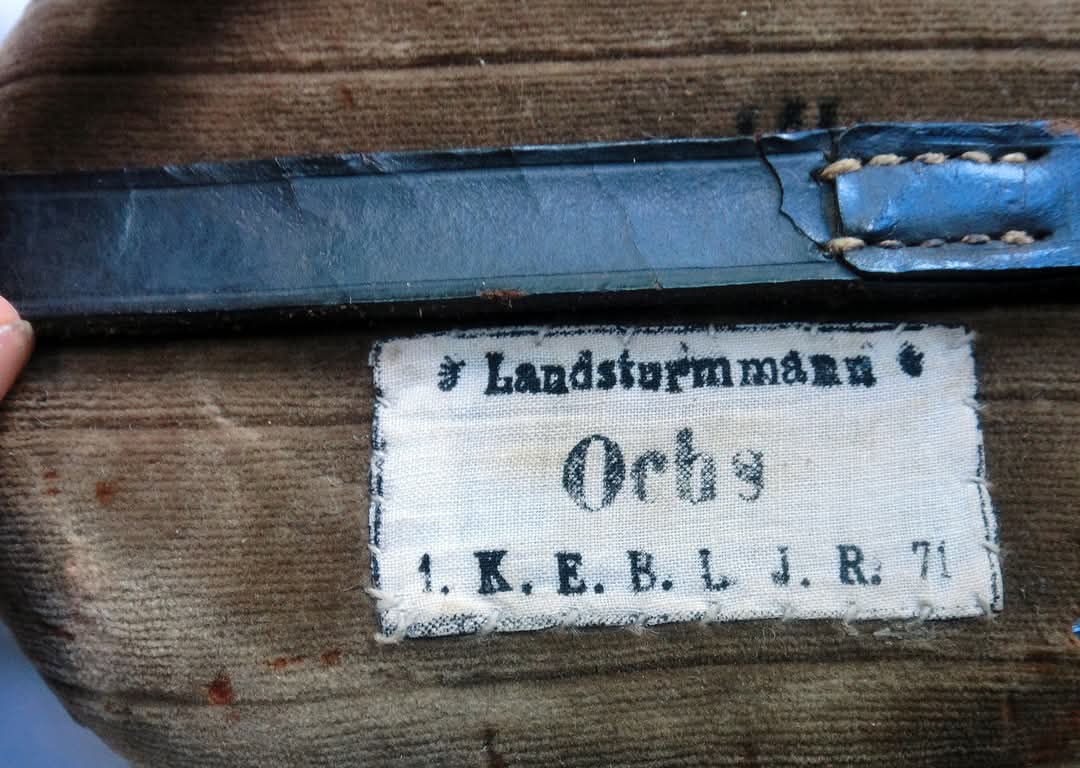 Landsturmmann
Ochs
1. K. E. B. L. J. R. 71